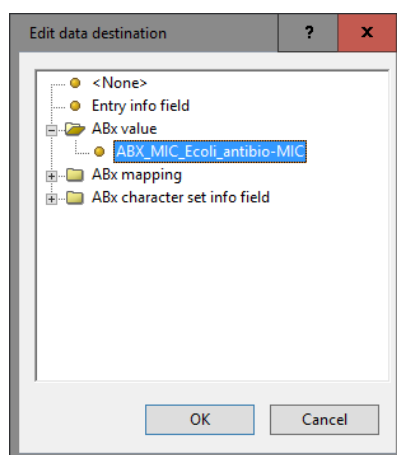 Edit data destination
?
x
<None>
Entry info field
ABx value
ABX_MIC_Ecoli_antibio-MIC
ABx mapping
ABx character set info field
OK
Cancel